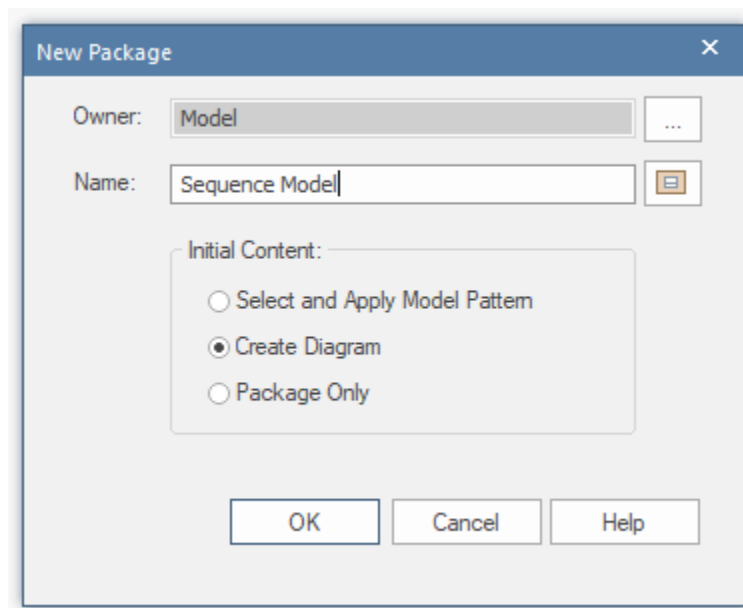 New Package
Owner: Model ...
Name: Sequence Model
Initial Content:
Select and Apply Model Pattern
Create Diagram
Package Only
OK Cancel Help